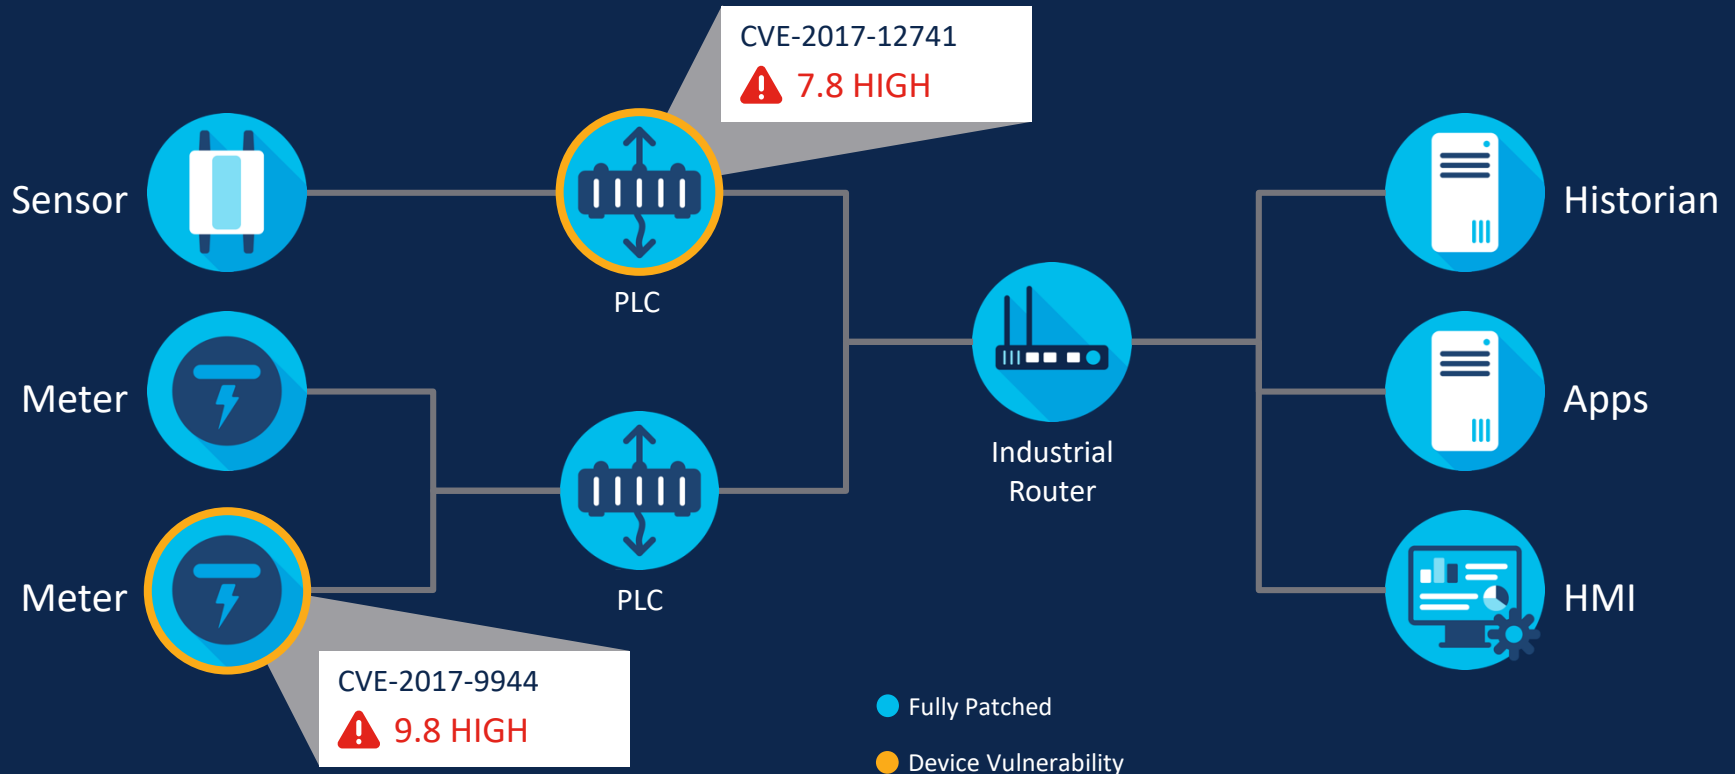 CVE-2017-12741
7.8 HIGH
Sensor
PLC
Historian
Meter
Apps
Industrial
Router
Meter
PLC
HMI
CVE-2017-9944
9.8 HIGH
Fully Patched
Device Vulnerability